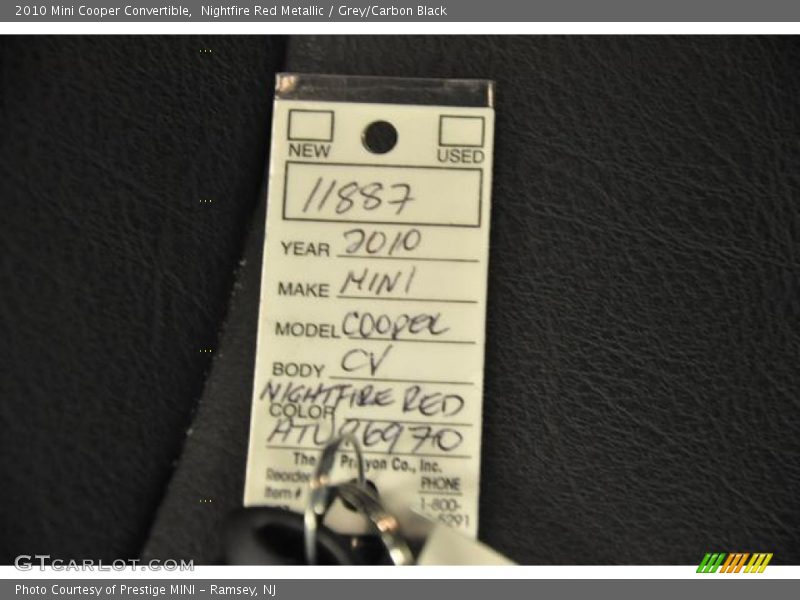 2010 Mini Cooper Convertible,  Nightfire Red Metallic / Grey/Carbon Black
NEW USED
11887
YEAR 2010
MAKE MINI
MODEL COOPER
BODY CV
NIGHTFIRE RED
COLOR
The Co., Inc.
Reorder PHONE
Item # 1-800-
5291
GTCARLOT.COM
Photo Courtesy of Prestige MINI - Ramsey, NJ